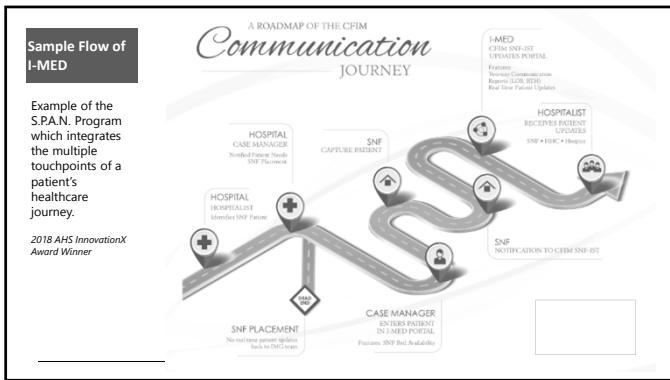 Sample Flow of
I-MED
Example of the
S.P.A.N. Program
which integrates
the multiple
touchpoints of a
patient's
healthcare
journey.
2018 AHS InnovationX
Award Winner
A ROADMAP OF THE CFIM
Communication
JOURNEY
I-MED
CFIM SNF-IST
UPDATES PORTAL
Features:
Two-way Communication
Reports (LOS, RTH)
Real Time Patient Updates
HOSPITALIST
RECEIVES PATIENT
UPDATES
SNF • HHC • Hospice
HOSPITAL
CASE MANAGER
Notified Patient Needs
SNF Placement
SNF
CAPTURE PATIENT
HOSPITAL
HOSPITALIST
Identifies SNF Patient
SNF
NOTIFCATION TO CFIM SNF-IST
DEAD
END
SNF PLACEMENT
No real time patient updates
back to IMG team
CASE MANAGER
ENTERS PATIENT
IN I-MED PORTAL
Features: SNF Bed Availability